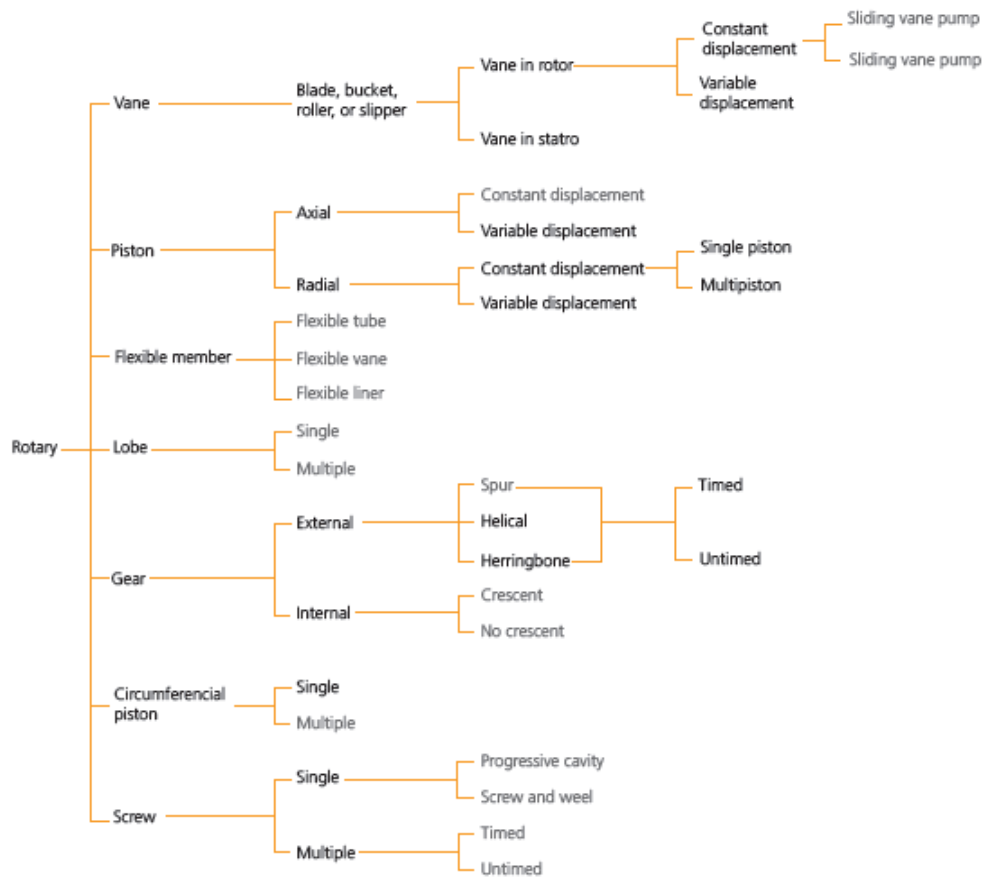 Sliding vane pump
Constant
displacement
Sliding vane pump
Vane in rotor
Variable
displacement
Vane
Blade, bucket,
roller, or slipper
Vane in statro
Constant displacement
Axial
Variable displacement
Piston
Single piston
Constant displacement
Radial
Multipiston
Variable displacement
Flexible tube
Flexible member
Flexible vane
Flexible liner
Single
Rotary
Lobe
Multiple
Spur
Timed
External
Helical
Herringbone
Untimed
Gear
Crescent
Internal
No crescent
Circumferencial
piston
Single
Multiple
Progressive cavity
Single
Screw and weel
Screw
Timed
Multiple
Untimed